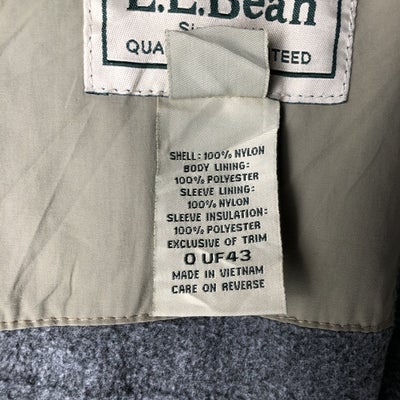 L.L.Bean
QUA TEED
SHELL: 100% NYLON
BODY LINING:
100% POLYESTER
SLEEVE LINING:
100% NYLON
SLEEVE INSULATION:
100% POLYESTER
EXCLUSIVE OF TRIM
0 UF43
MADE IN VIETNAM
CARE ON REVERSE